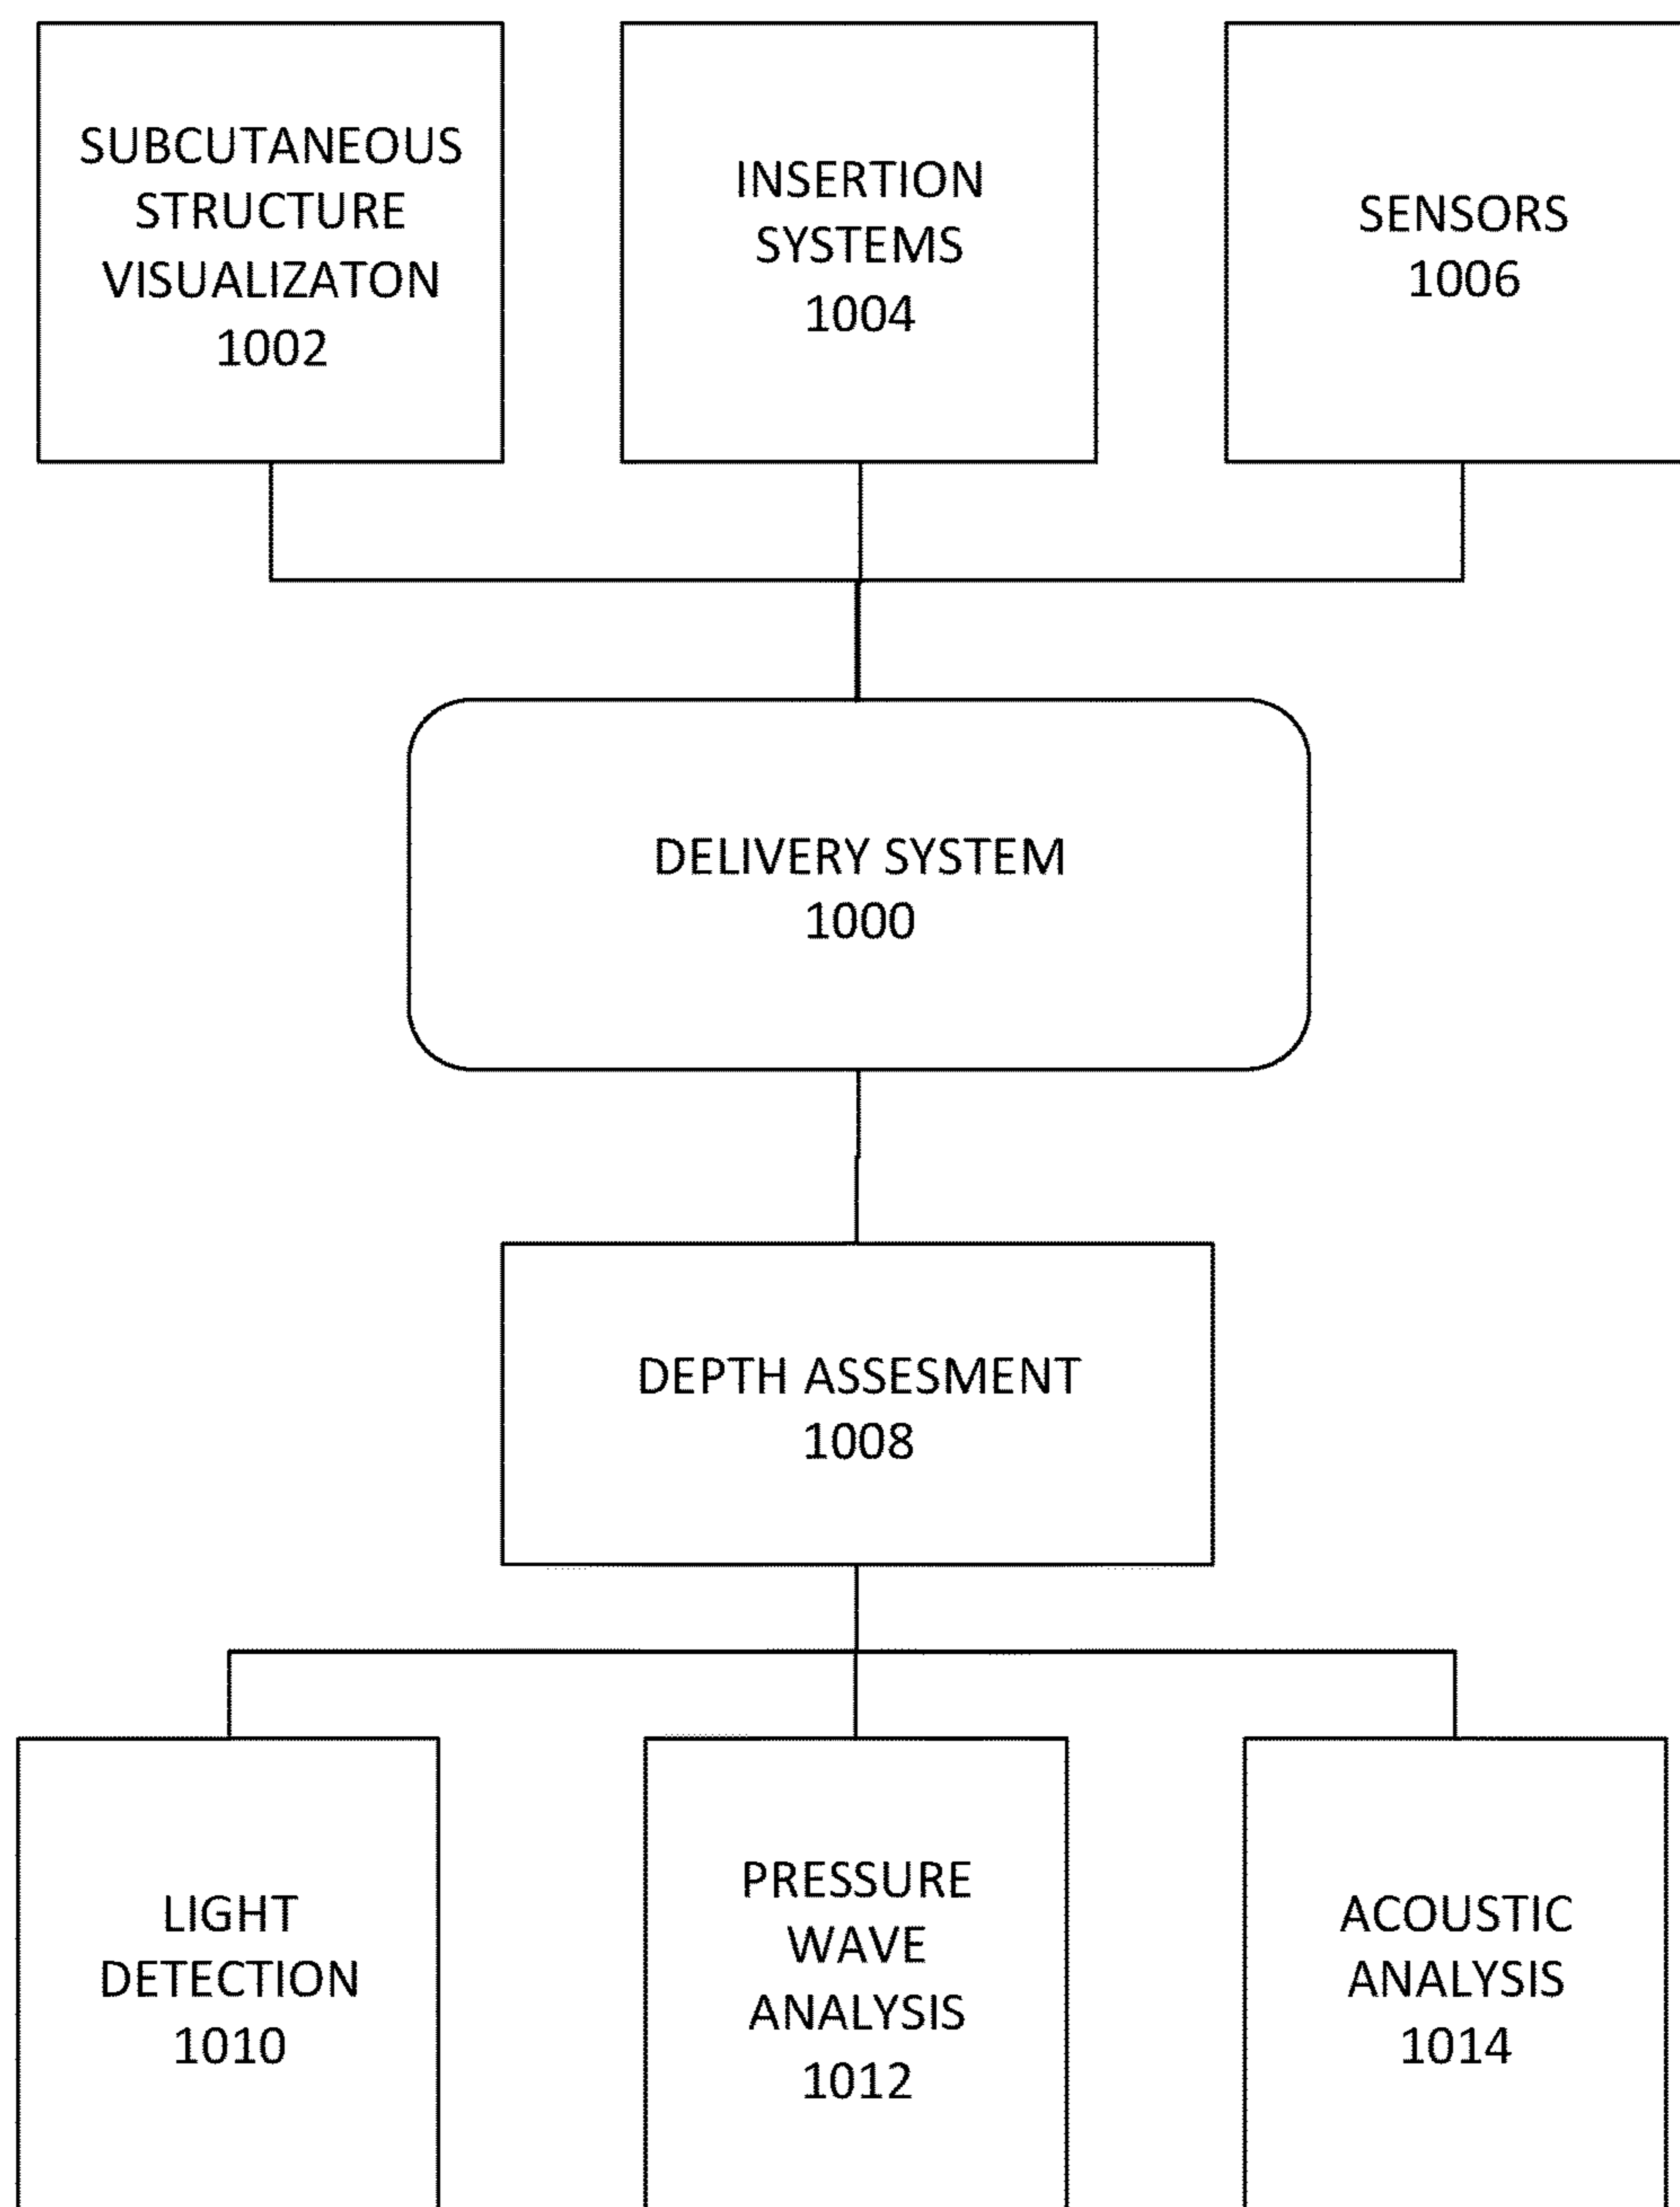 SUBCUTANEOUS
STRUCTURE
VISUALIZATON
1002
INSERTION
SYSTEMS
1004
SENSORS
1006
DELIVERY SYSTEM
1000
DEPTH ASSESMENT
1008
LIGHT
DETECTION
1010
PRESSURE
WAVE
ANALYSIS
1012
ACOUSTIC
ANALYSIS
1014